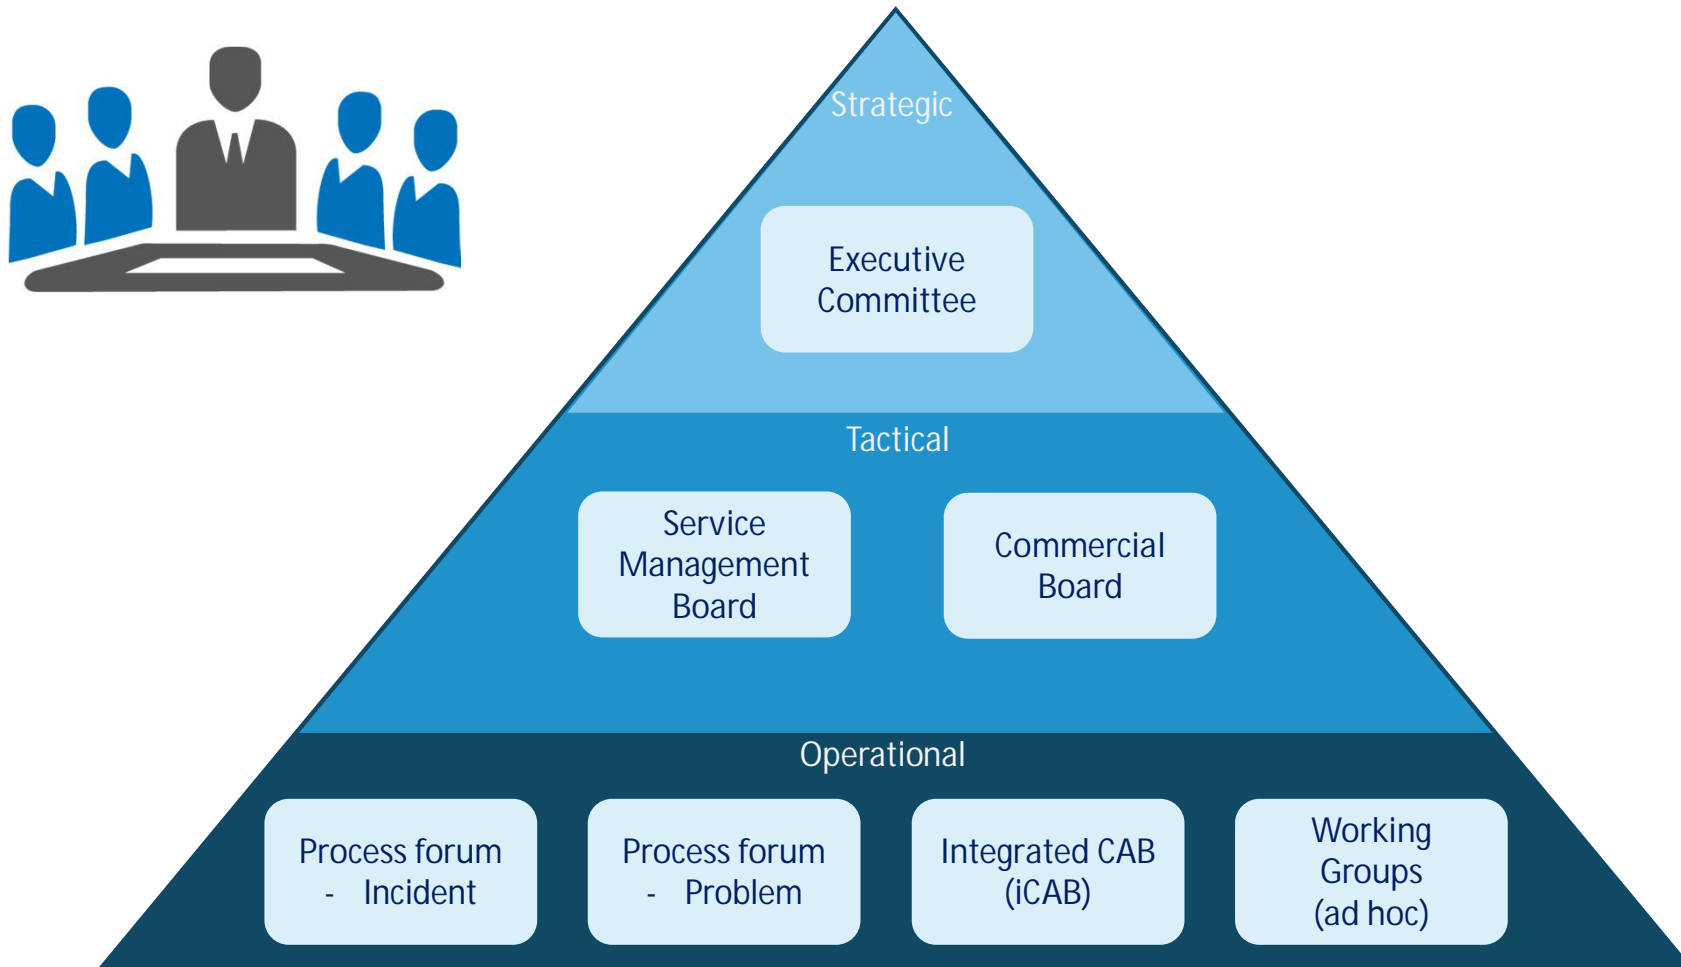 Strategic
Executive
Committee
Tactical
Service
Management
Board
Commercial
Board
Operational
Process forum
- Incident
Process forum
- Problem
Integrated CAB
(iCAB)
Working
Groups
(ad hoc)